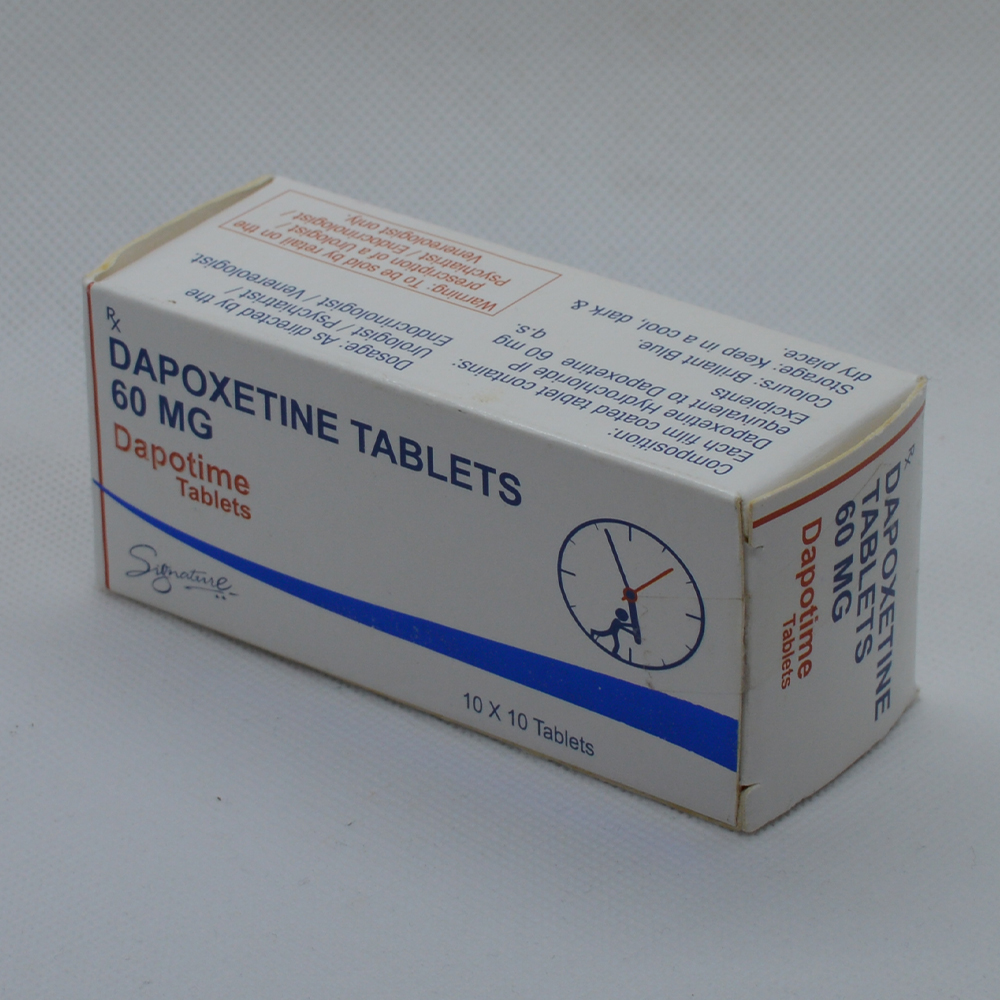 Rx
DAPOXETINE TABLETS
60 MG
Dapotime
Tablets
Signature
10 X 10 Tablets
Composition:
Each film coated tablet contains:
Dapoxetine Hydrochloride IP
equivalent to Dapoxetine 60 mg
Excipients q.s.
Colours: Brillant Blue.
Storage: Keep in a cool, dark &
dry place.
Dosage: As directed by the
Urologist / Psychiatrist /
Endocrinologist / Venereologist.
Warning: To be sold by retail on the
prescription of a Urologist /
Psychiatrist / Endocrinologist /
Venereologist only.
Rx
DAPOXETINE
TABLETS
60 MG
Dapotime
Tablets